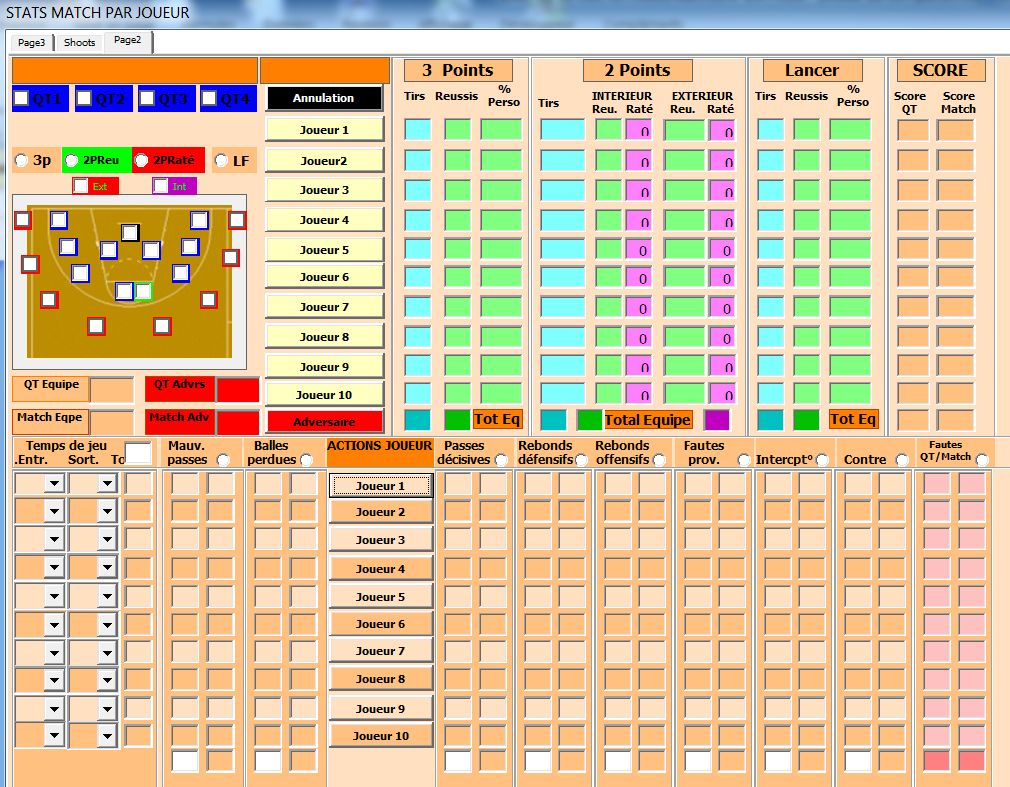 STATS MATCH PAR JOUEUR
Page3 Shoots Page2
3 Points 2 Points Lancer SCORE
QT1 QT2 QT3 QT4 Annulation
Tirs Reussis % Perso Tirs INTERIEUR Reu. Raté EXTERIEUR Reu. Raté Tirs Reussis % Perso Score QT Score Match
Joueur 1 0 0
3p 2PReu 2PRaté LF Joueur2 0 0
Ext Int Joueur 3 0 0
Joueur 4 0 0
Joueur 5 0 0
Joueur 6 0 0
Joueur 7 0 0
Joueur 8 0 0
Joueur 9 0 0
QT Equipe QT Advrs Joueur 10 0 0
Match Eqpe Match Adv Adversaire Tot Eq Total Equipe Tot Eq
Temps de jeu Mauv. passes Balles perdues ACTIONS JOUEUR Passes décisives Rebonds défensifs Rebonds offensifs Fautes prov. Intercpt° Contre Fautes QT/Match
.Entr. Sort. To
Joueur 1
Joueur 2
Joueur 3
Joueur 4
Joueur 5
Joueur 6
Joueur 7
Joueur 8
Joueur 9
Joueur 10